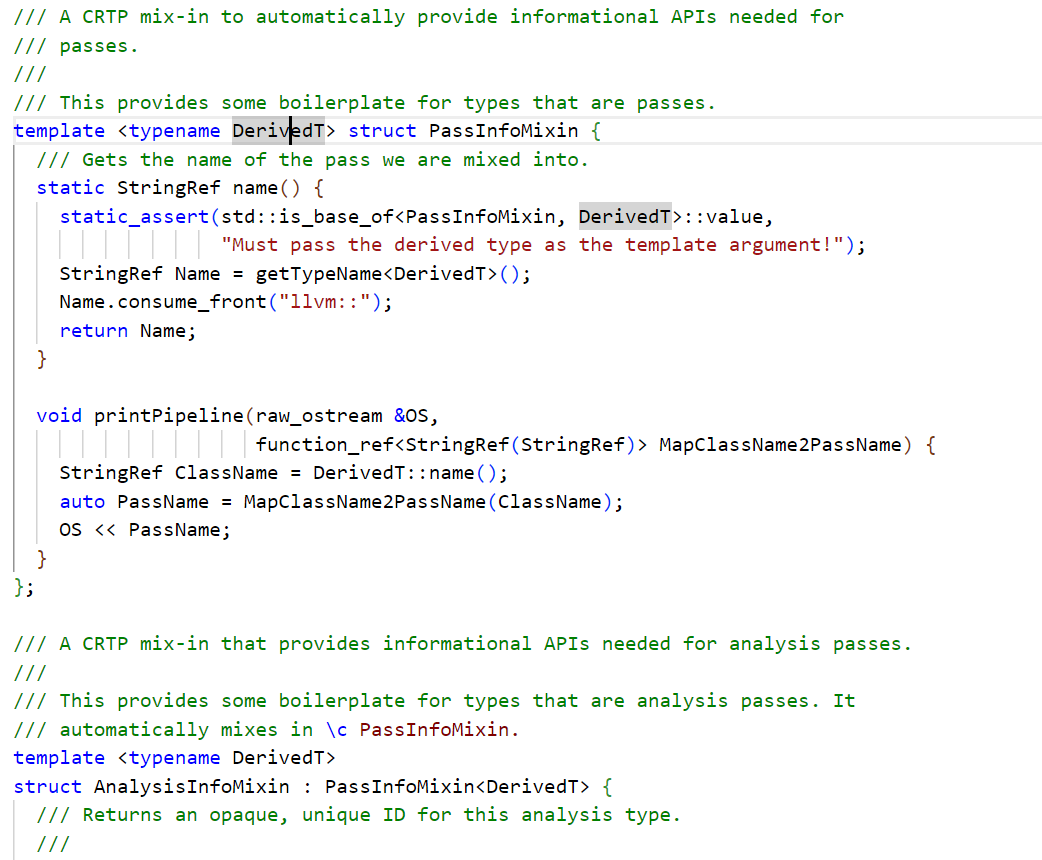 /// A CRTP mix-in to automatically provide informational APIs needed for
/// passes.
///
/// This provides some boilerplate for types that are passes.
template <typename DerivedT> struct PassInfoMixin {
  /// Gets the name of the pass we are mixed into.
  static StringRef name() {
    static_assert(std::is_base_of<PassInfoMixin, DerivedT>::value,
                  "Must pass the derived type as the template argument!");
    StringRef Name = getTypeName<DerivedT>();
    Name.consume_front("llvm::");
    return Name;
  }

  void printPipeline(raw_ostream &OS,
                     function_ref<StringRef(StringRef)> MapClassName2PassName) {
    StringRef ClassName = DerivedT::name();
    auto PassName = MapClassName2PassName(ClassName);
    OS << PassName;
  }
};

/// A CRTP mix-in that provides informational APIs needed for analysis passes.
///
/// This provides some boilerplate for types that are analysis passes. It
/// automatically mixes in \c PassInfoMixin.
template <typename DerivedT>
struct AnalysisInfoMixin : PassInfoMixin<DerivedT> {
  /// Returns an opaque, unique ID for this analysis type.
  ///